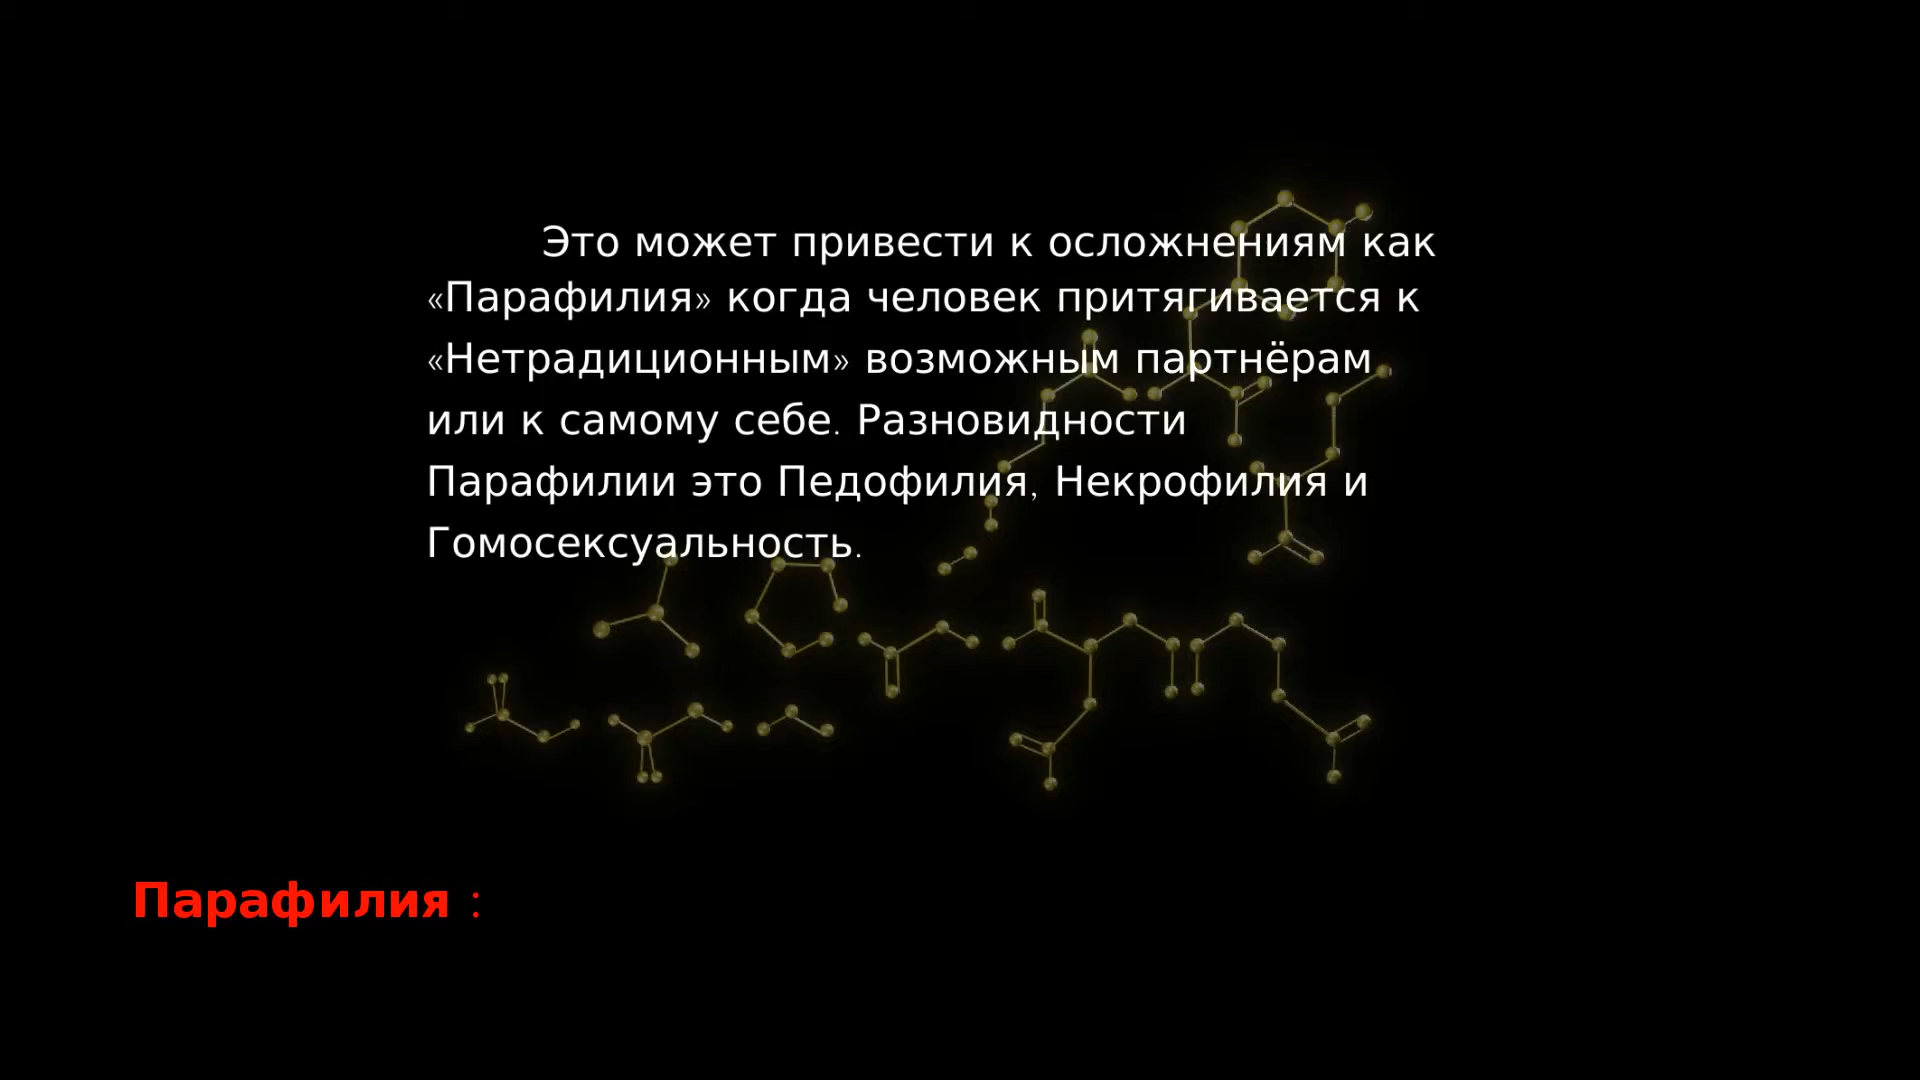 Это может привести к осложнениям как
«Парафилия» когда человек притягивается к
«Нетрадиционным» возможным партнёрам
или к самому себе. Разновидности
Парафилии это Педофилия, Некрофилия и
Гомосексуальность.
Парафилия :